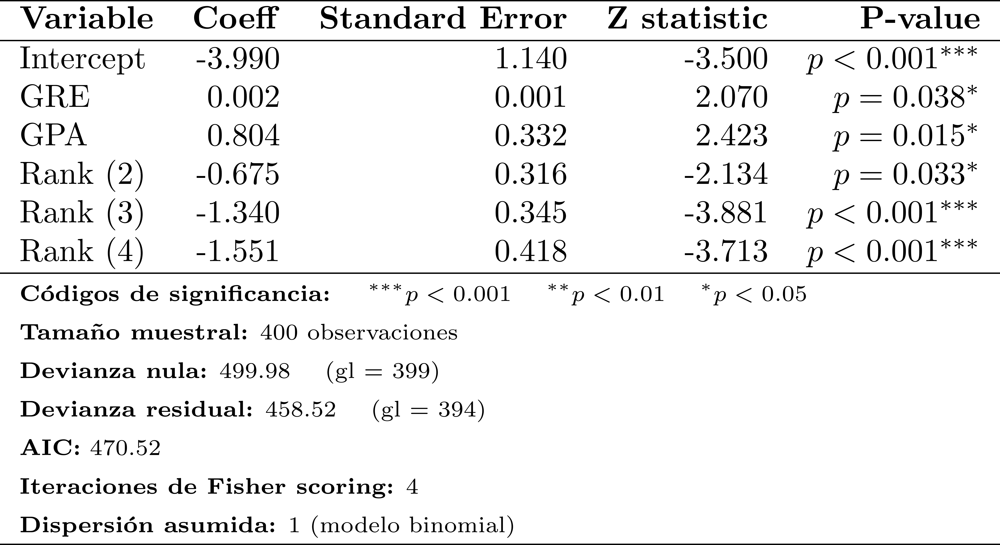 Variable Coeff Standard Error Z statistic P-value
Intercept -3.990 1.140 -3.500 p < 0.001***
GRE 0.002 0.001 2.070 p = 0.038*
GPA 0.804 0.332 2.423 p = 0.015*
Rank (2) -0.675 0.316 -2.134 p = 0.033*
Rank (3) -1.340 0.345 -3.881 p < 0.001***
Rank (4) -1.551 0.418 -3.713 p < 0.001***
Códigos de significancia: ***p < 0.001 **p < 0.01 *p < 0.05
Tamaño muestral: 400 observaciones
Devianza nula: 499.98 (gl = 399)
Devianza residual: 458.52 (gl = 394)
AIC: 470.52
Iteraciones de Fisher scoring: 4
Dispersión asumida: 1 (modelo binomial)